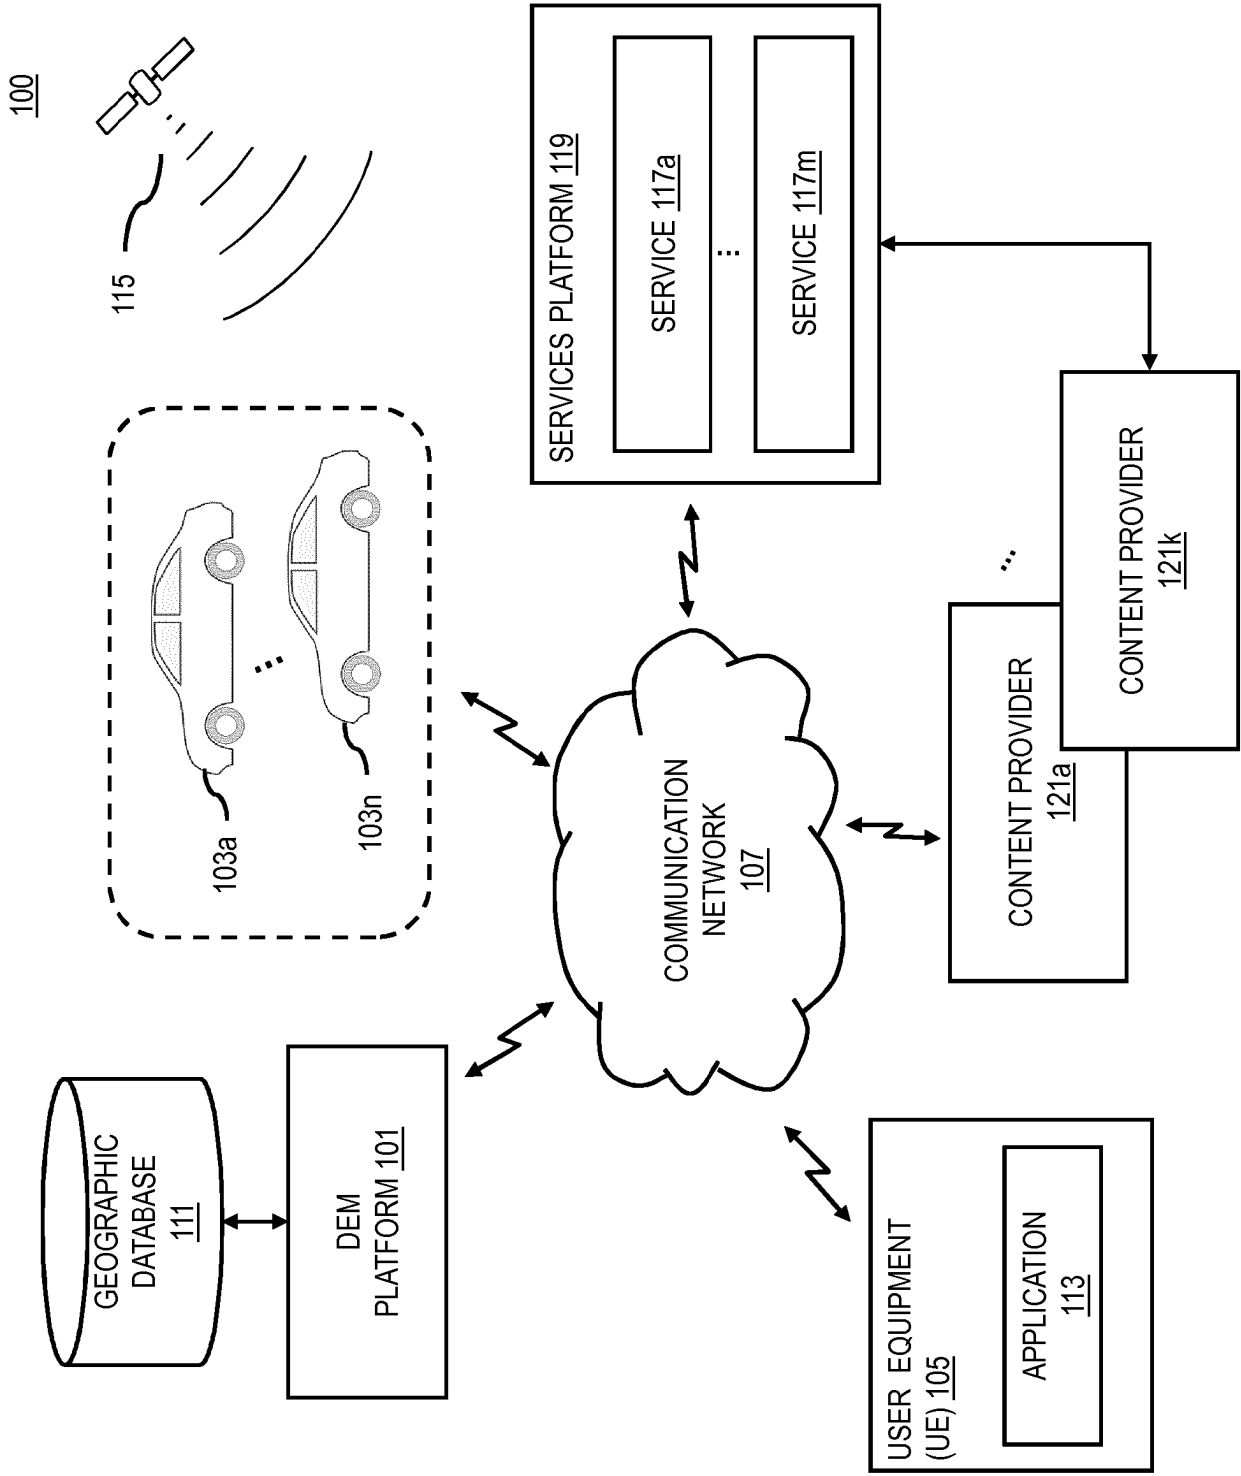 100
115
GEOGRAPHIC
DATABASE
111
DEM
PLATFORM 101
103a
...
103n
SERVICES PLATFORM 119
SERVICE 117a
...
SERVICE 117m
COMMUNICATION
NETWORK
107
USER EQUIPMENT
(UE) 105
APPLICATION
113
CONTENT PROVIDER
121a
...
CONTENT PROVIDER
121k